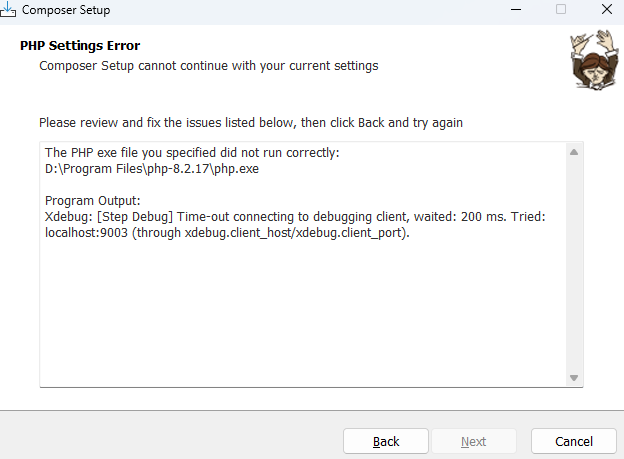 Composer Setup
PHP Settings Error
Composer Setup cannot continue with your current settings
Please review and fix the issues listed below, then click Back and try again
The PHP exe file you specified did not run correctly:
D:\Program Files\php-8.2.17\php.exe
Program Output:
Xdebug: [Step Debug] Time-out connecting to debugging client, waited: 200 ms. Tried:
localhost:9003 (through xdebug.client_host/xdebug.client_port).
Back
Next
Cancel